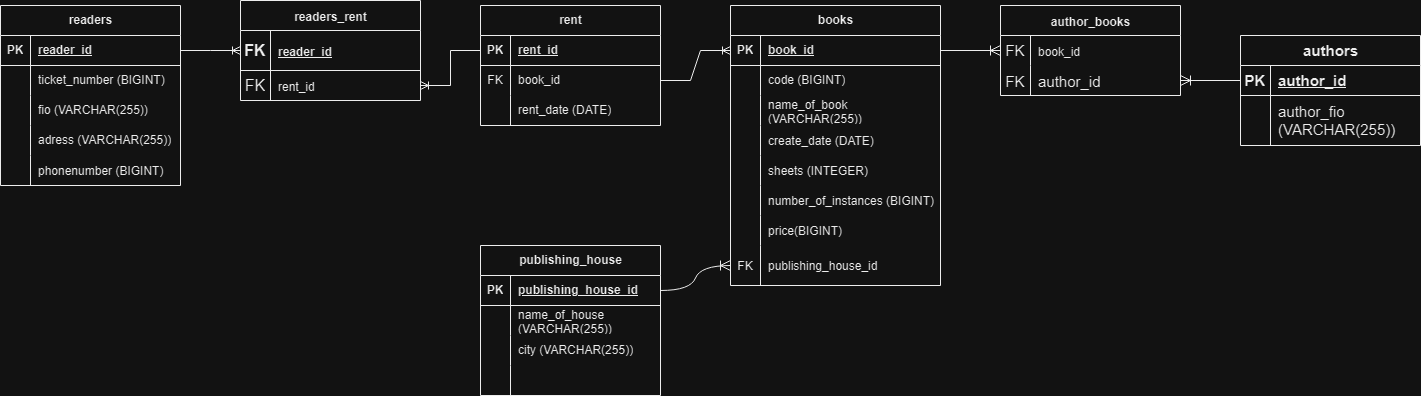 readers
PK reader_id
ticket_number (BIGINT)
fio (VARCHAR(255))
adress (VARCHAR(255))
phonenumber (BIGINT)
readers_rent
FK reader_id
FK rent_id
rent
PK rent_id
FK book_id
rent_date (DATE)
books
PK book_id
code (BIGINT)
name_of_book
(VARCHAR(255))
create_date (DATE)
sheets (INTEGER)
number_of_instances (BIGINT)
price(BIGINT)
FK publishing_house_id
author_books
FK book_id
FK author_id
authors
PK author_id
author_fio
(VARCHAR(255))
publishing_house
PK publishing_house_id
name_of_house
(VARCHAR(255))
city (VARCHAR(255))